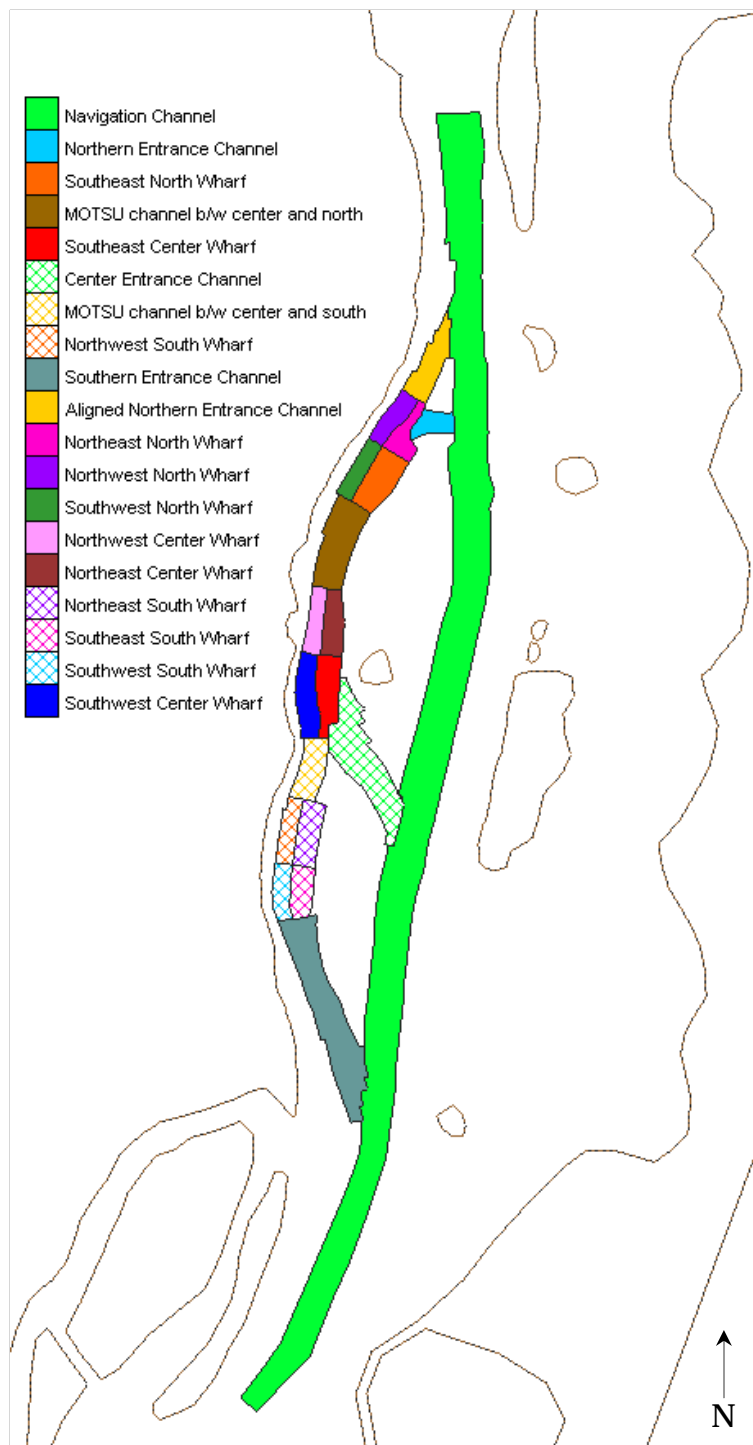 Navigation Channel
Northern Entrance Channel
Southeast North Wharf
MOTSU channel b/w center and north
Southeast Center Wharf
Center Entrance Channel
MOTSU channel b/w center and south
Northwest South Wharf
Southern Entrance Channel
Aligned Northern Entrance Channel
Northeast North Wharf
Northwest North Wharf
Southwest North Wharf
Northwest Center Wharf
Northeast Center Wharf
Northeast South Wharf
Southeast South Wharf
Southwest South Wharf
Southwest Center Wharf
N